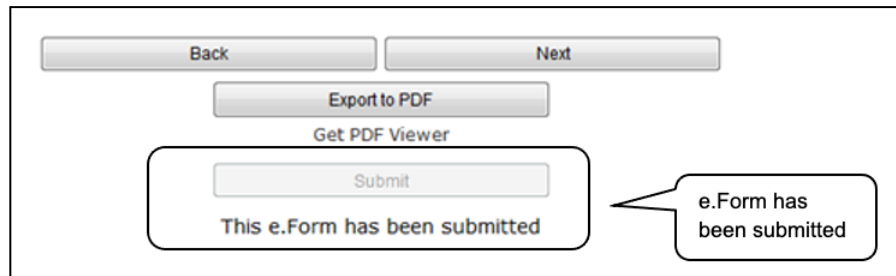 Back
Next
Export to PDF
Get PDF Viewer
Submit
This e.Form has been submitted
e.Form has
been submitted